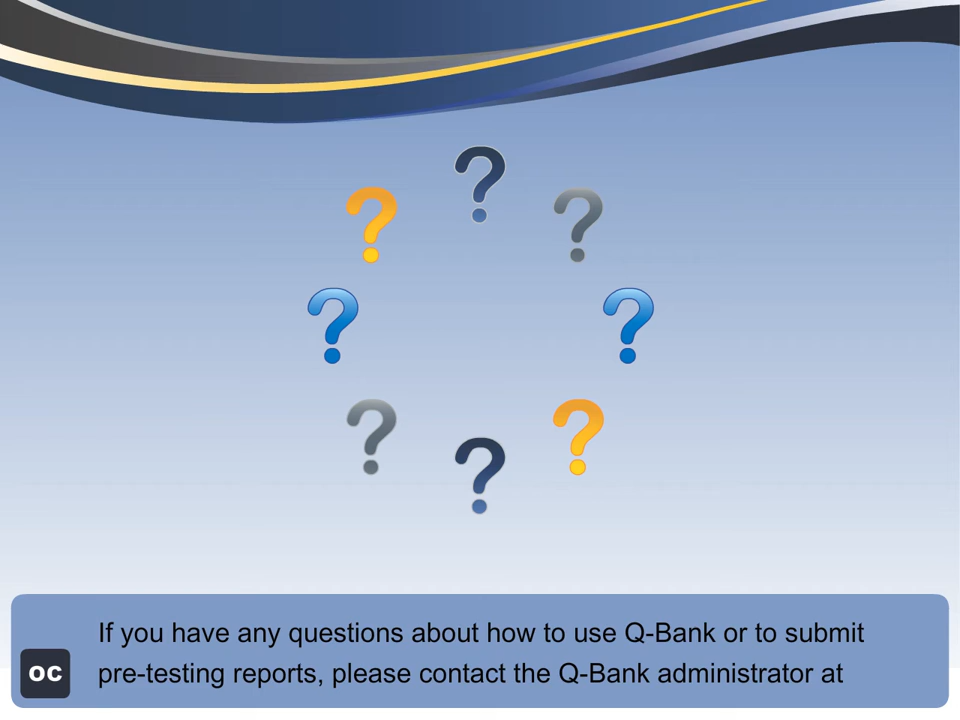 ?
? ?
? ?
? ?
?
If you have any questions about how to use Q-Bank or to submit
pre-testing reports, please contact the Q-Bank administrator at
OC